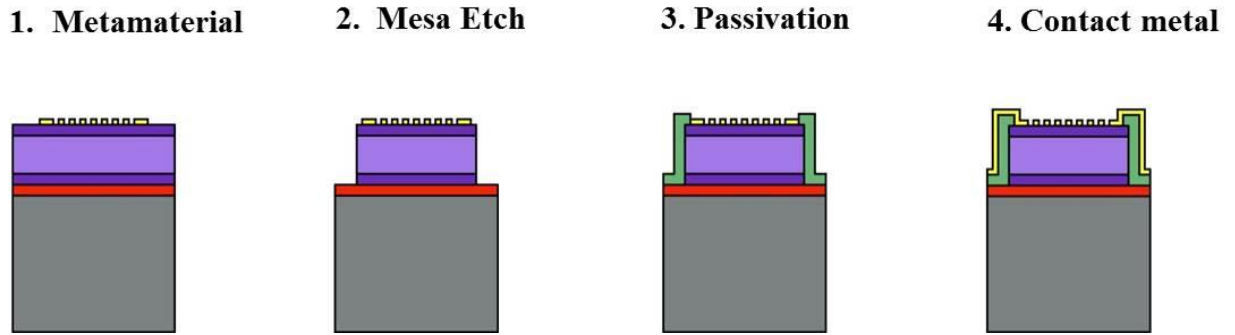 1. Metamaterial
2. Mesa Etch
3. Passivation
4. Contact metal